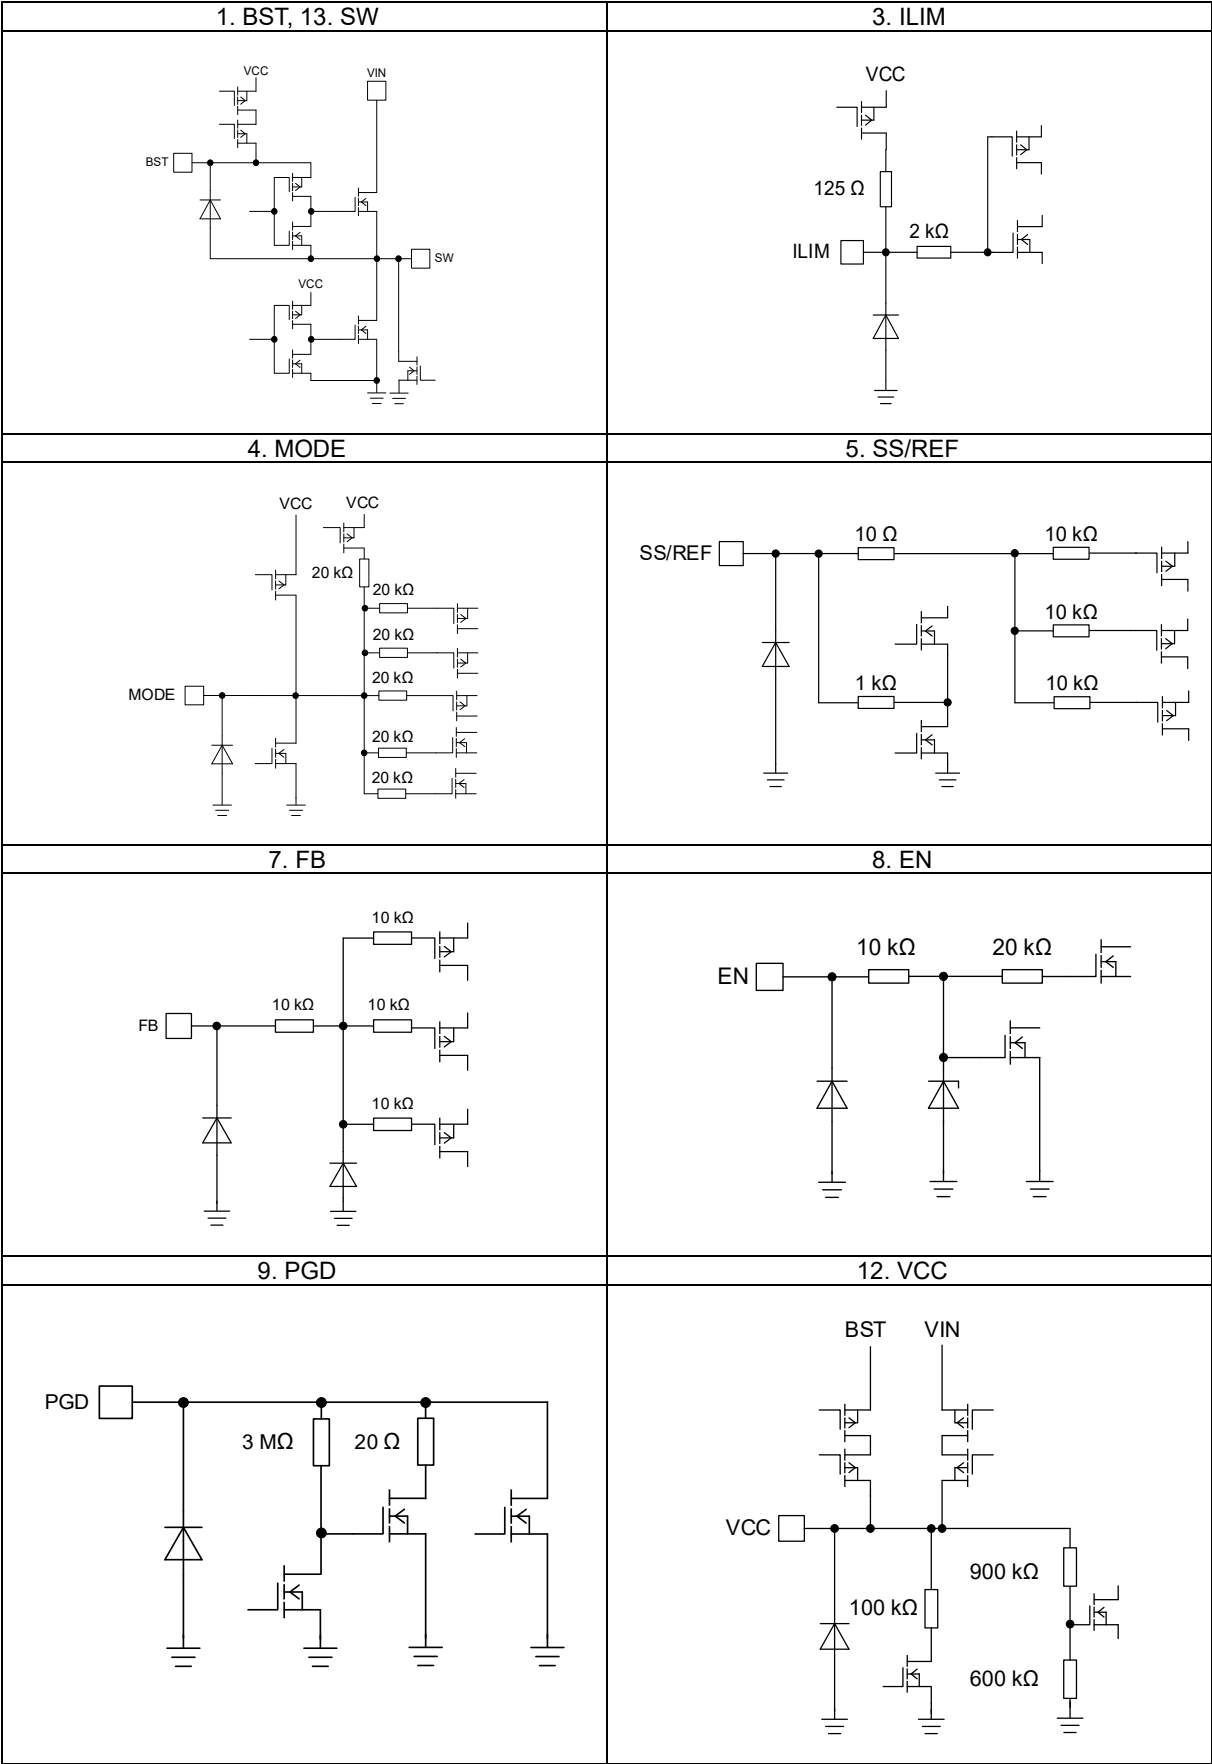 1. BST, 13. SW
VCC
VIN
BST
SW
VCC
3. ILIM
VCC
125 Ω
2 kΩ
ILIM
4. MODE
VCC VCC
20 kΩ
20 kΩ
20 kΩ
20 kΩ
MODE
20 kΩ
20 kΩ
5. SS/REF
SS/REF
10 Ω
10 kΩ
10 kΩ
1 kΩ
10 kΩ
7. FB
10 kΩ
FB
10 kΩ
10 kΩ
10 kΩ
8. EN
EN
10 kΩ
20 kΩ
9. PGD
PGD
3 MΩ
20 Ω
12. VCC
BST VIN
VCC
900 kΩ
100 kΩ
600 kΩ